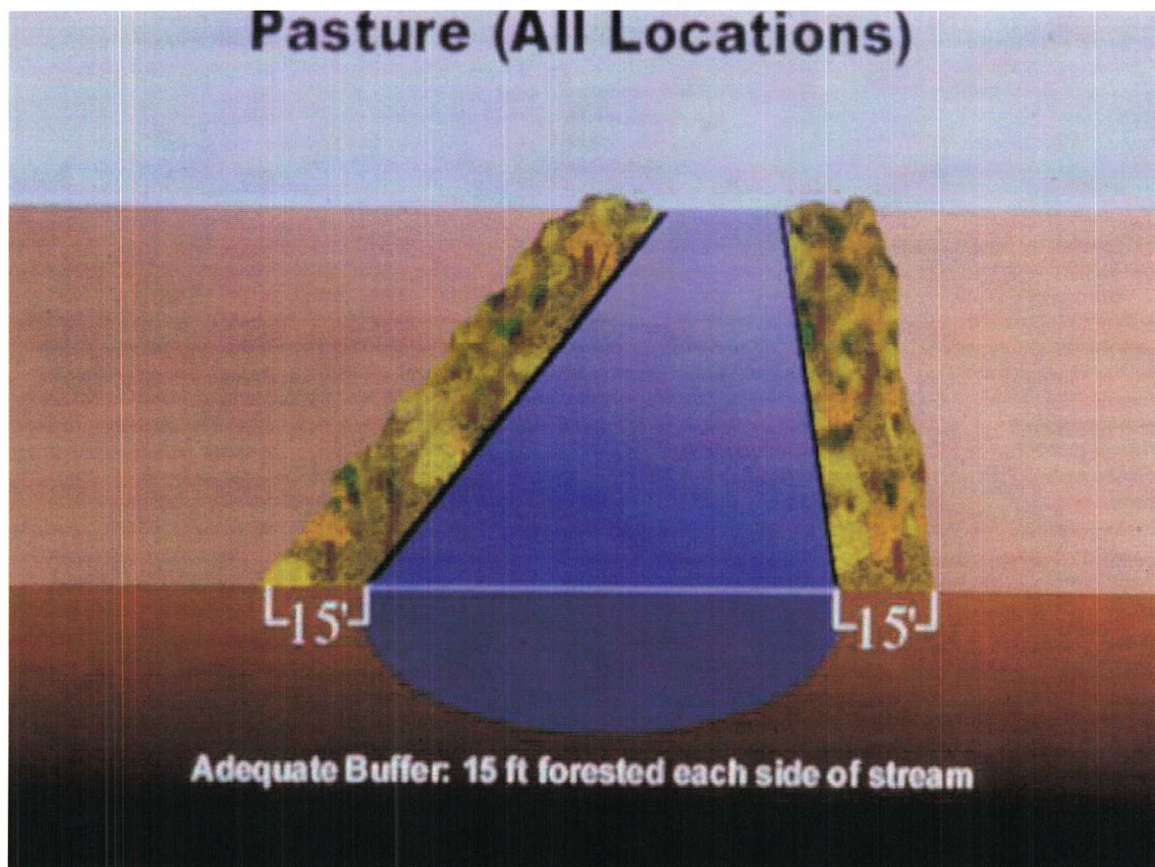 Pasture (All Locations)
15' 15'
Adequate Buffer: 15 ft forested each side of stream